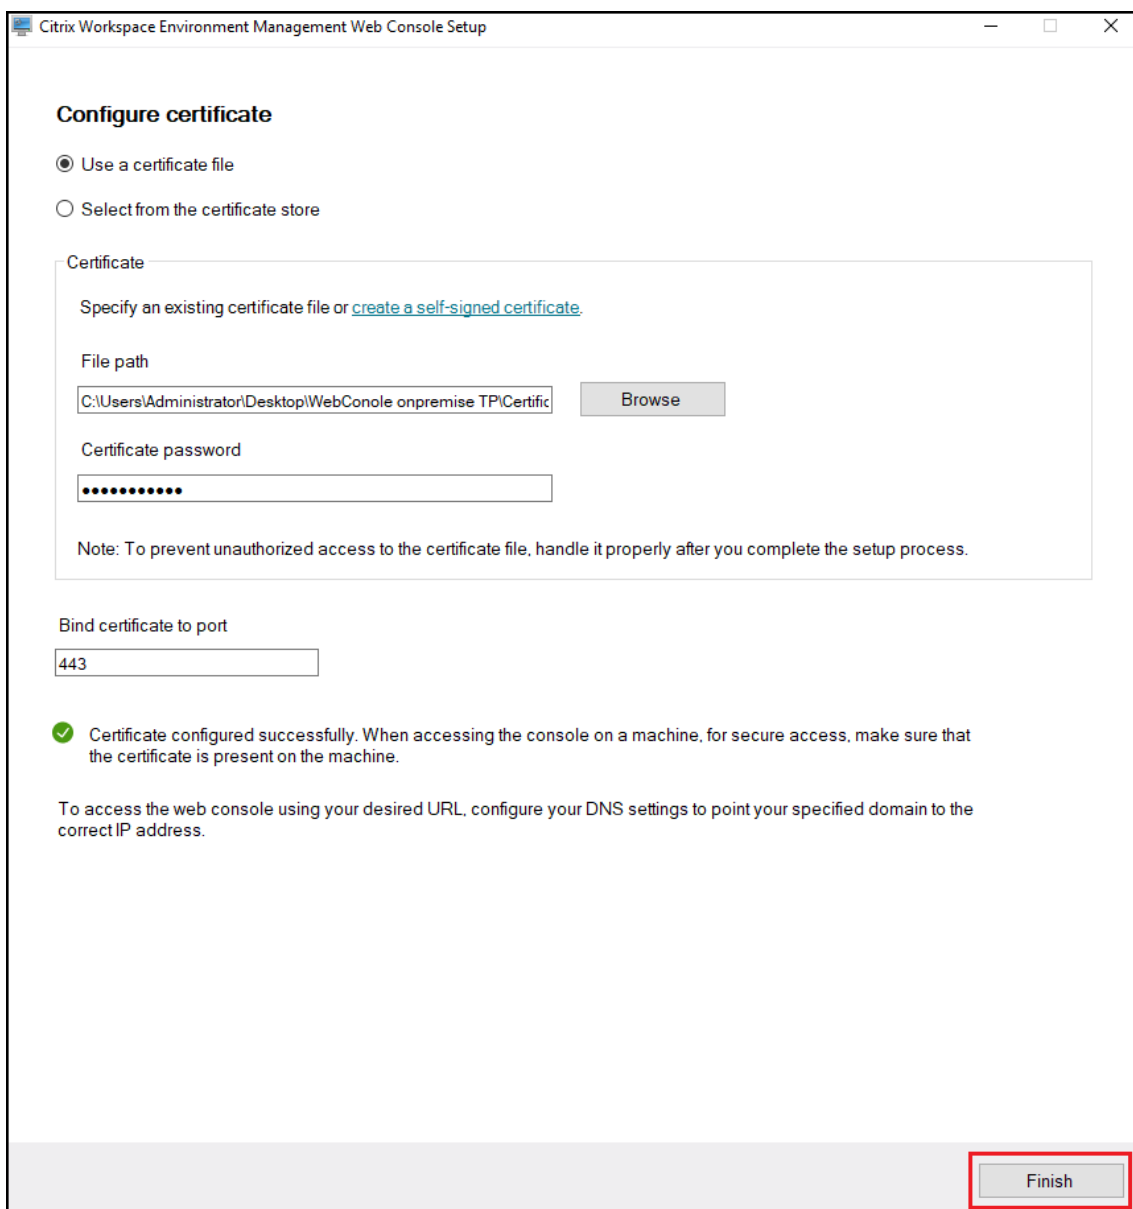 Citrix Workspace Environment Management Web Console Setup
Configure certificate
Use a certificate file
Select from the certificate store
Certificate
Specify an existing certificate file or create a self-signed certificate.
File path
C:\Users\Administrator\Desktop\WebConole onpremise TP\Certific
Browse
Certificate password
•••••••••••
Note: To prevent unauthorized access to the certificate file, handle it properly after you complete the setup process.
Bind certificate to port
443
Certificate configured successfully. When accessing the console on a machine, for secure access, make sure that
the certificate is present on the machine.
To access the web console using your desired URL, configure your DNS settings to point your specified domain to the
correct IP address.
Finish